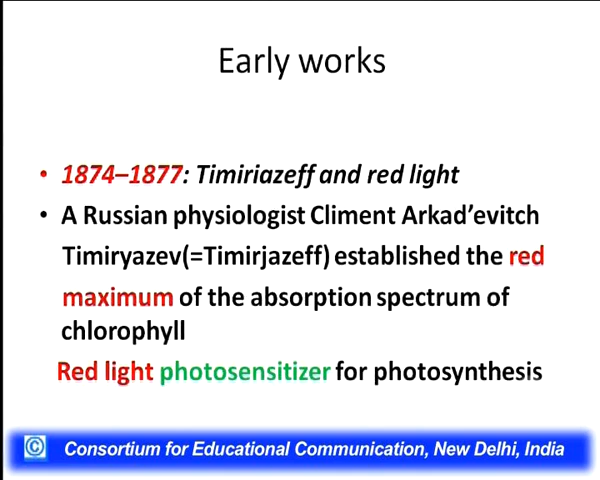 Early works
• 1874–1877: Timiriazeff and red light
• A Russian physiologist Climent Arkad’evitch
Timiryazev(=Timirjazeff) established the red
maximum of the absorption spectrum of
chlorophyll
Red light photosensitizer for photosynthesis
© Consortium for Educational Communication, New Delhi, India